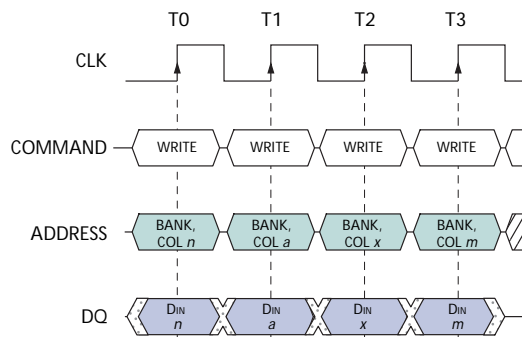 T0 T1 T2 T3
CLK
COMMAND WRITE WRITE WRITE WRITE
BANK, BANK, BANK, BANK,
ADDRESS COL n COL a COL x COL m
DIN DIN DIN DIN
DQ n a x m